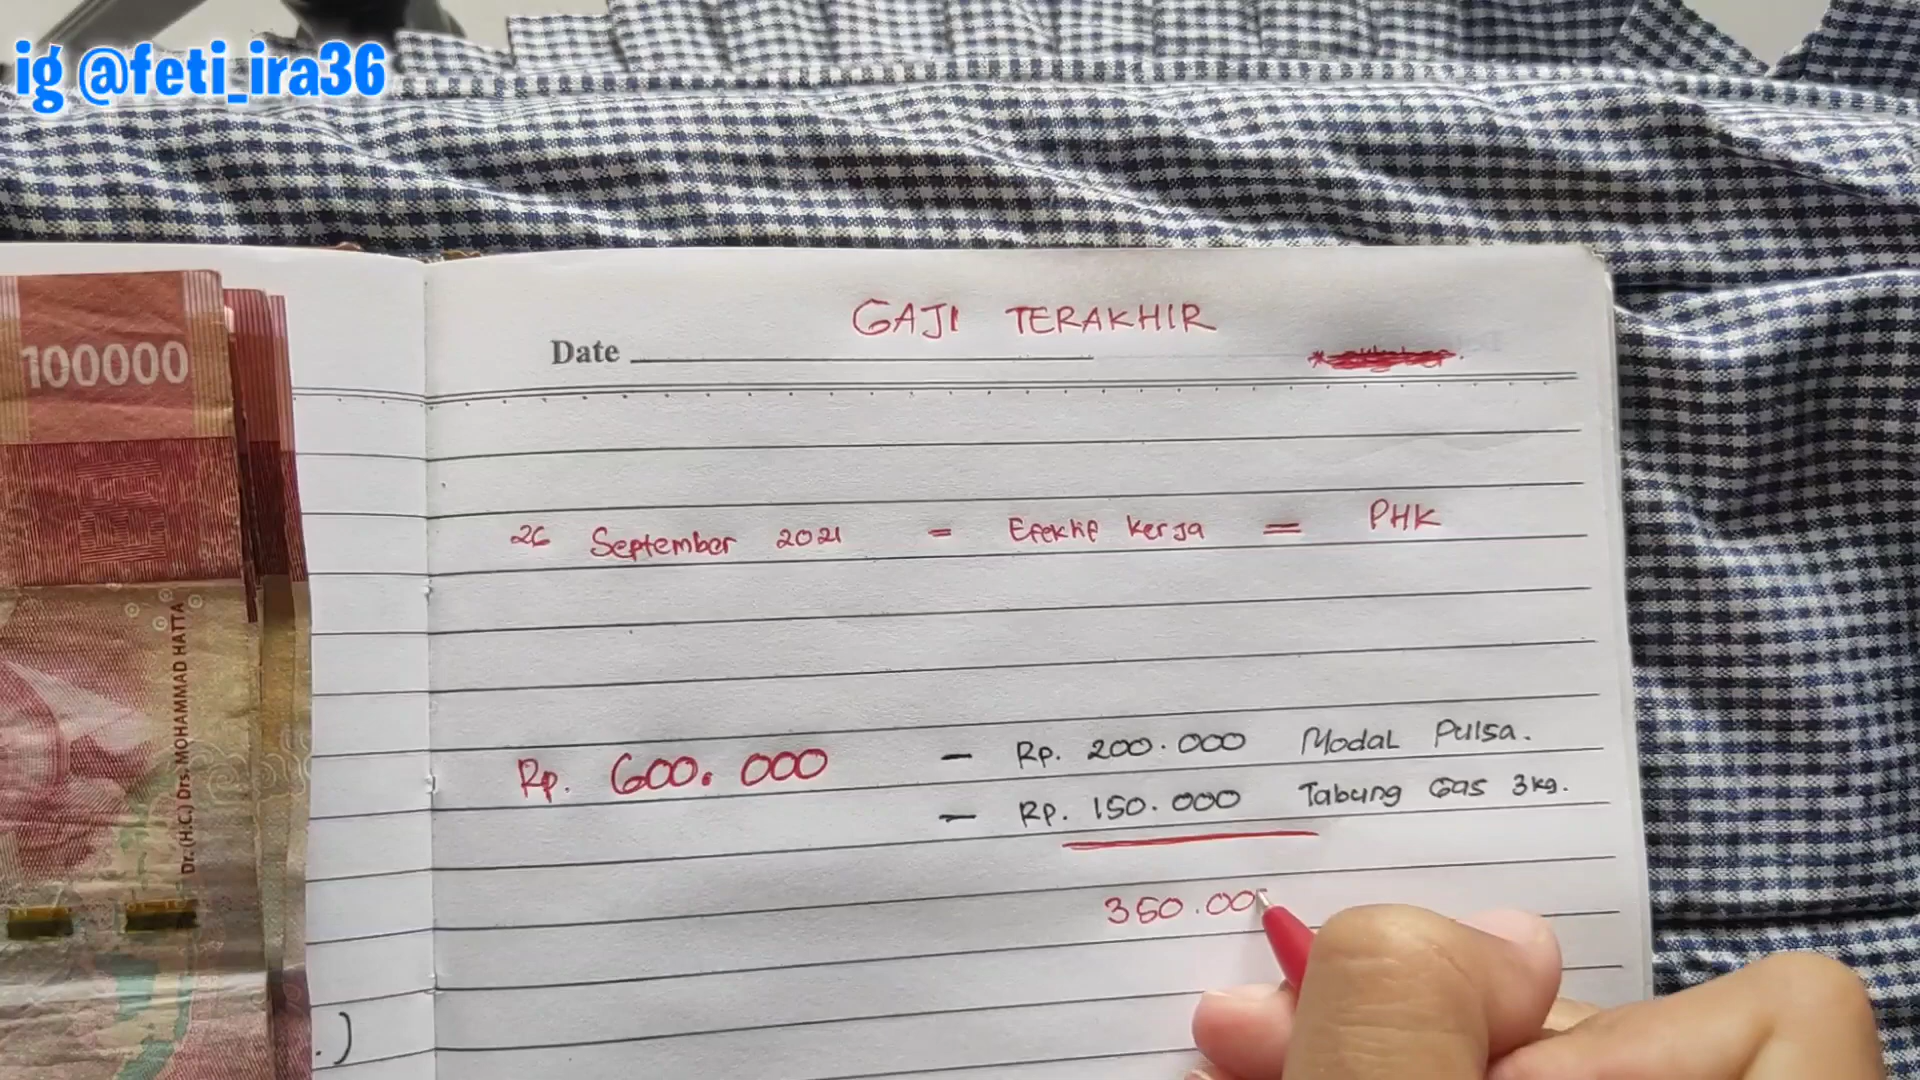 ig @feti_ira36
100000
Dr. (H.C.) Drs. MOHAMMAD HATTA
.)
GAJI TERAKHIR
Date
26 September 2021 - Efektif kerja = PHK
Rp. 600.000 - Rp. 200.000 Modal Pulsa.
- Rp. 150.000 Tabung Gas 3kg.
350.00